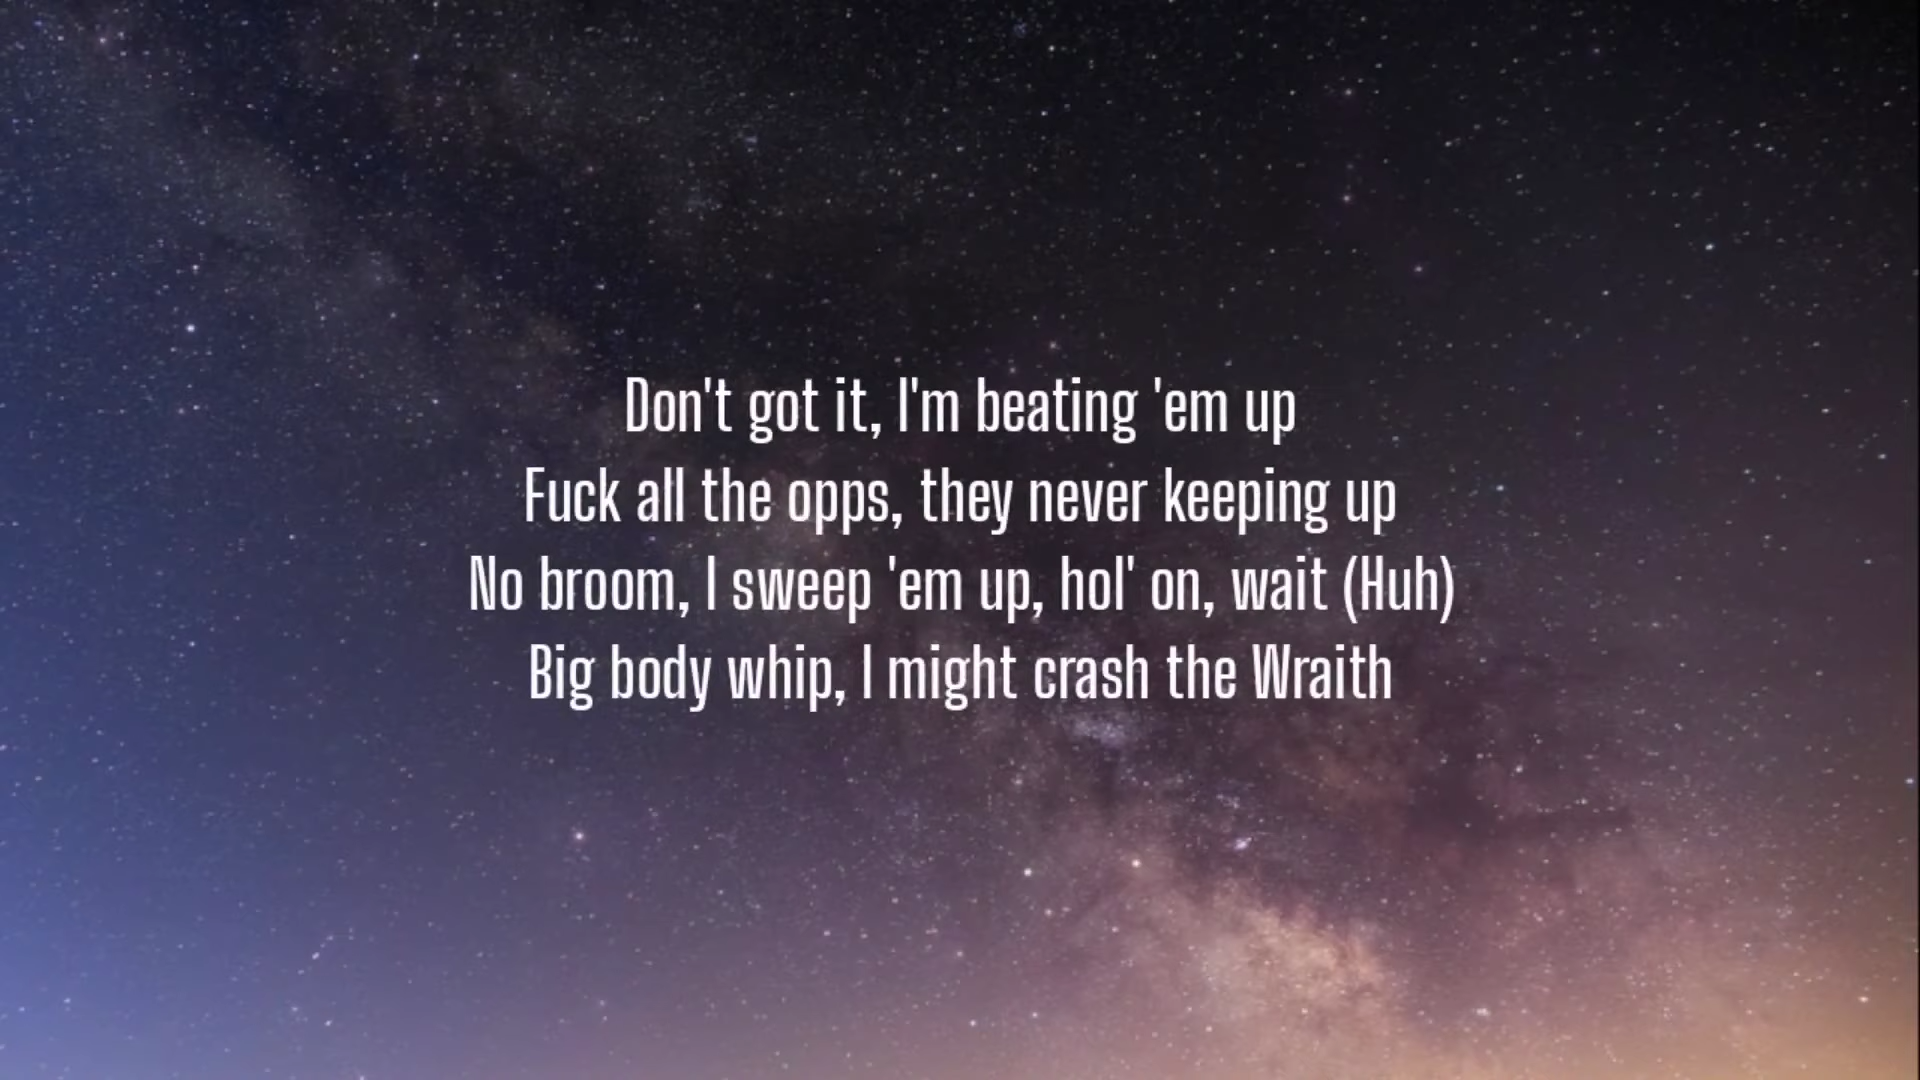 Don't got it, I'm beating 'em up
Fuck all the opps, they never keeping up
No broom, I sweep 'em up, hol' on, wait (Huh)
Big body whip, I might crash the Wraith